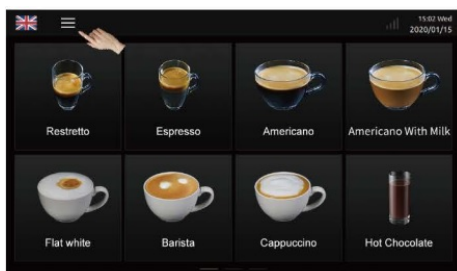 15:02 Wed
2020/01/15
Restretto
Espresso
Americano
Americano With Milk
Flat white
Barista
Cappuccino
Hot Chocolate